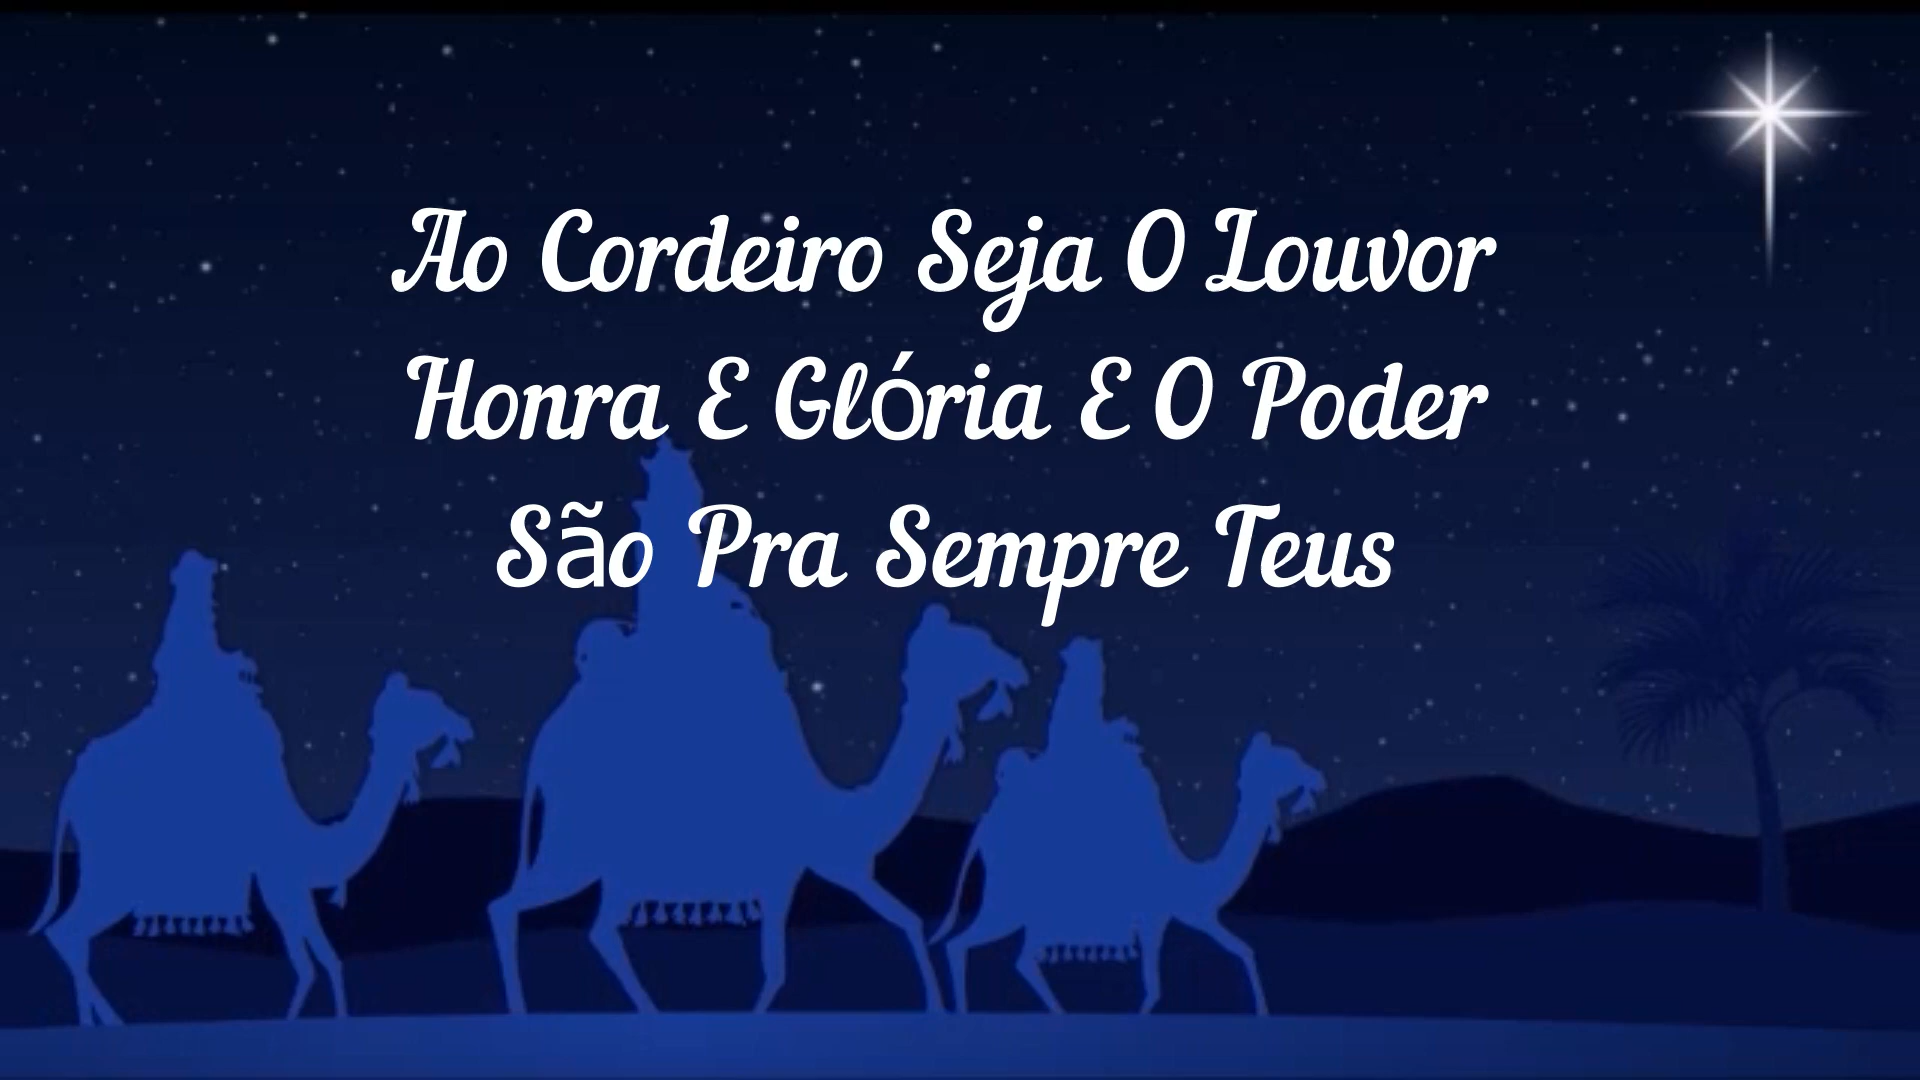 Ao Cordeiro Seja O Louvor
Honra E Glória E O Poder
São Pra Sempre Teus